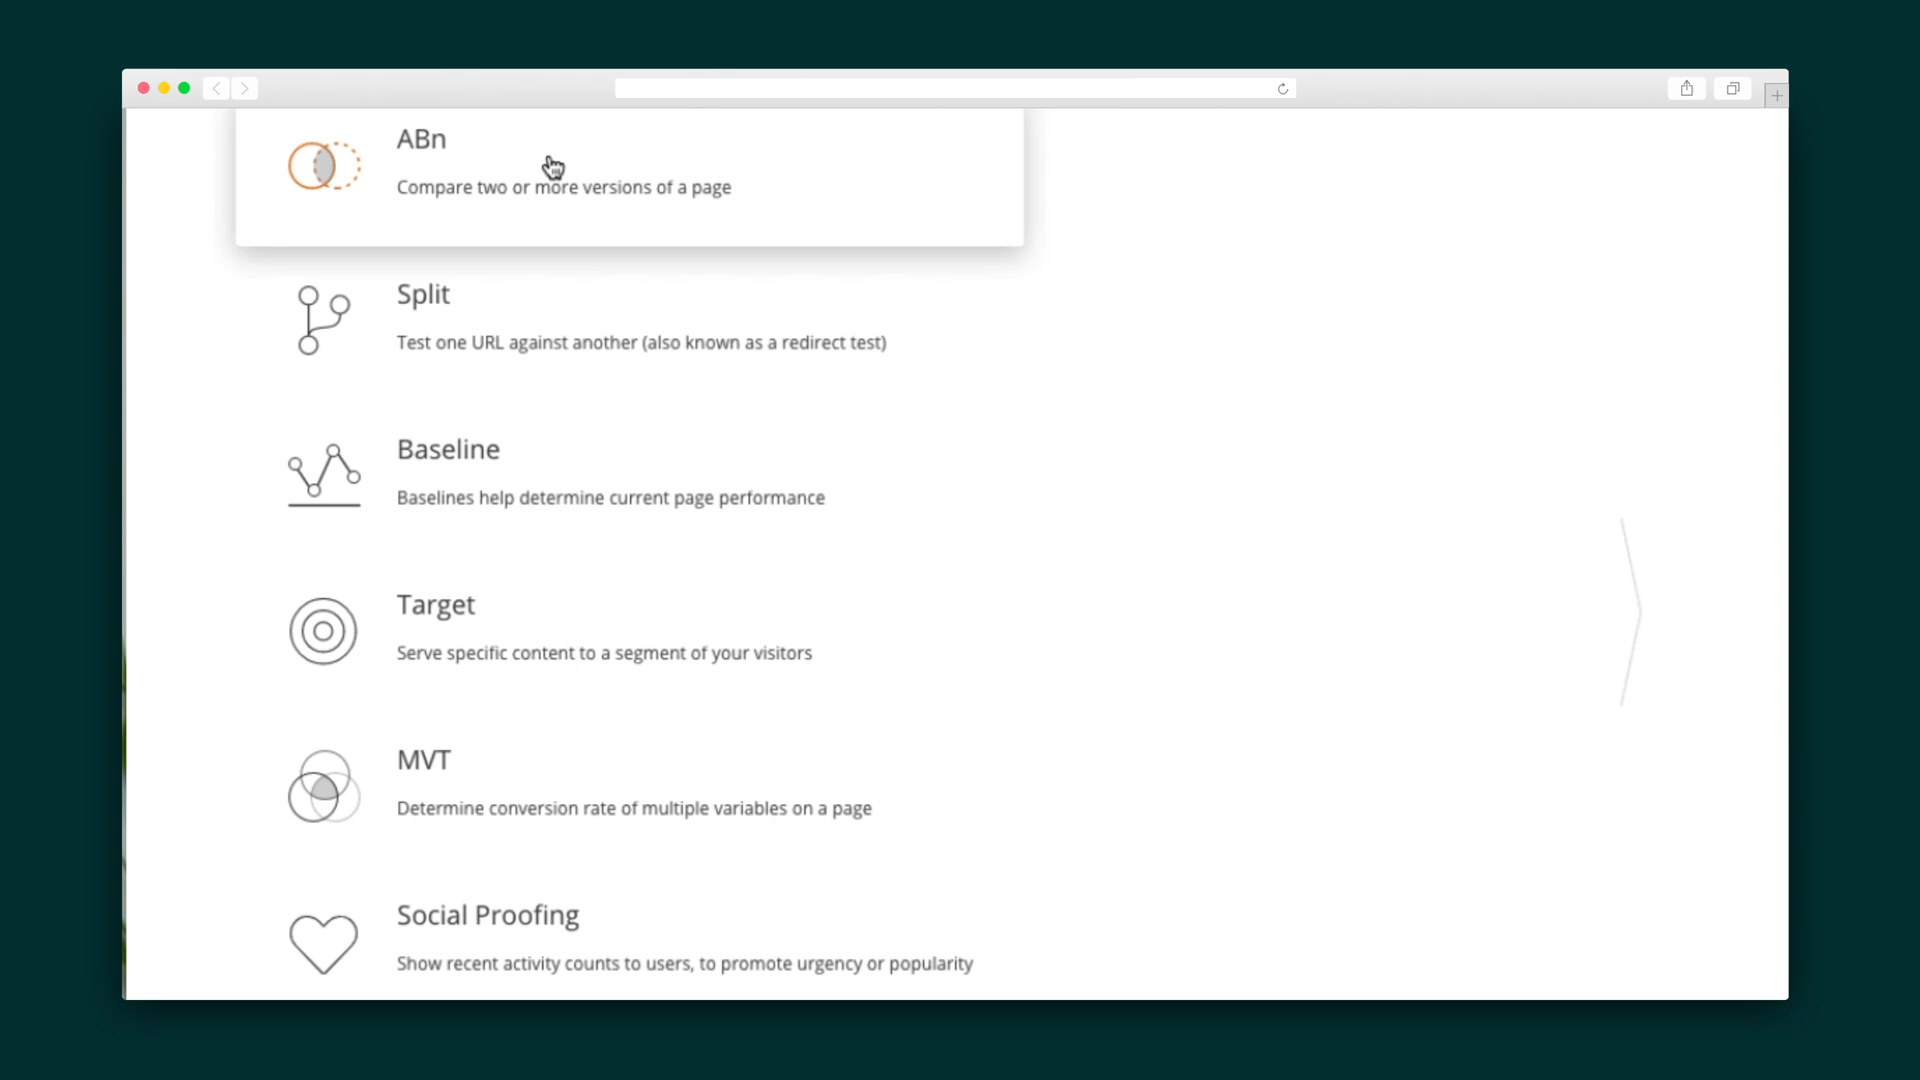 ABn
Compare two or more versions of a page
Split
Test one URL against another (also known as a redirect test)
Baseline
Baselines help determine current page performance
Target
Serve specific content to a segment of your visitors
MVT
Determine conversion rate of multiple variables on a page
Social Proofing
Show recent activity counts to users, to promote urgency or popularity